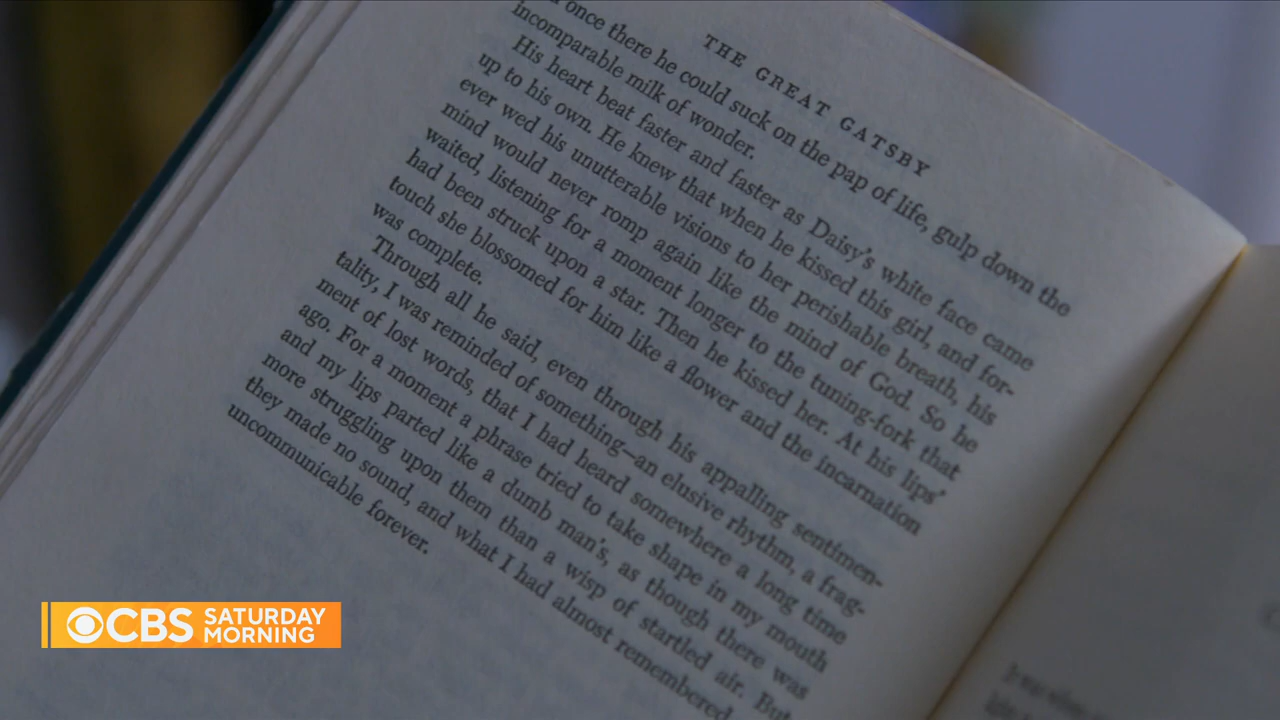 THE GREAT GATSBY
once there he could suck on the pap of life, gulp down the
incomparable milk of wonder.
His heart beat faster and faster as Daisy's white face came
up to his own. He knew that when he kissed this girl, and for-
ever wed his unutterable visions to her perishable breath, his
mind would never romp again like the mind of God. So he
waited, listening for a moment longer to the tuning-fork that
had been struck upon a star. Then he kissed her. At his lips'
touch she blossomed for him like a flower and the incarnation
was complete.
Through all he said, even through his appalling sentimen-
tality, I was reminded of something—an elusive rhythm, a frag-
ment of lost words, that I had heard somewhere a long time
ago. For a moment a phrase tried to take shape in my mouth
and my lips parted like a dumb man's, as though there was
more struggling upon them than a wisp of startled air. But
they made no sound, and what I had almost remembered
uncommunicable forever.
CBS SATURDAY
MORNING